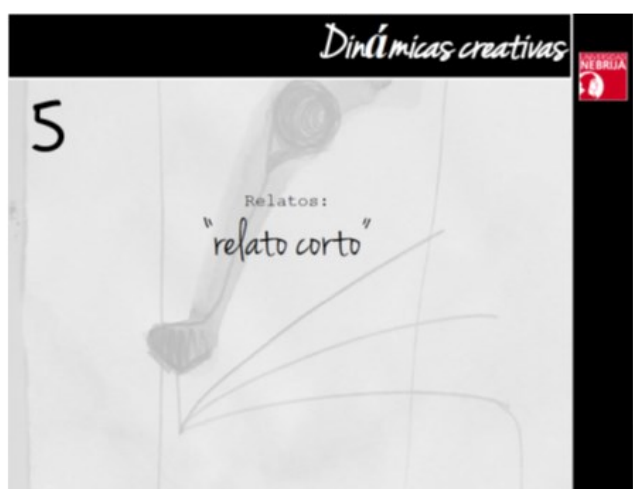 Dinámicas creativas
UNIVERSIDAD
NEBRIJA
5
Relatos:
"relato corto"